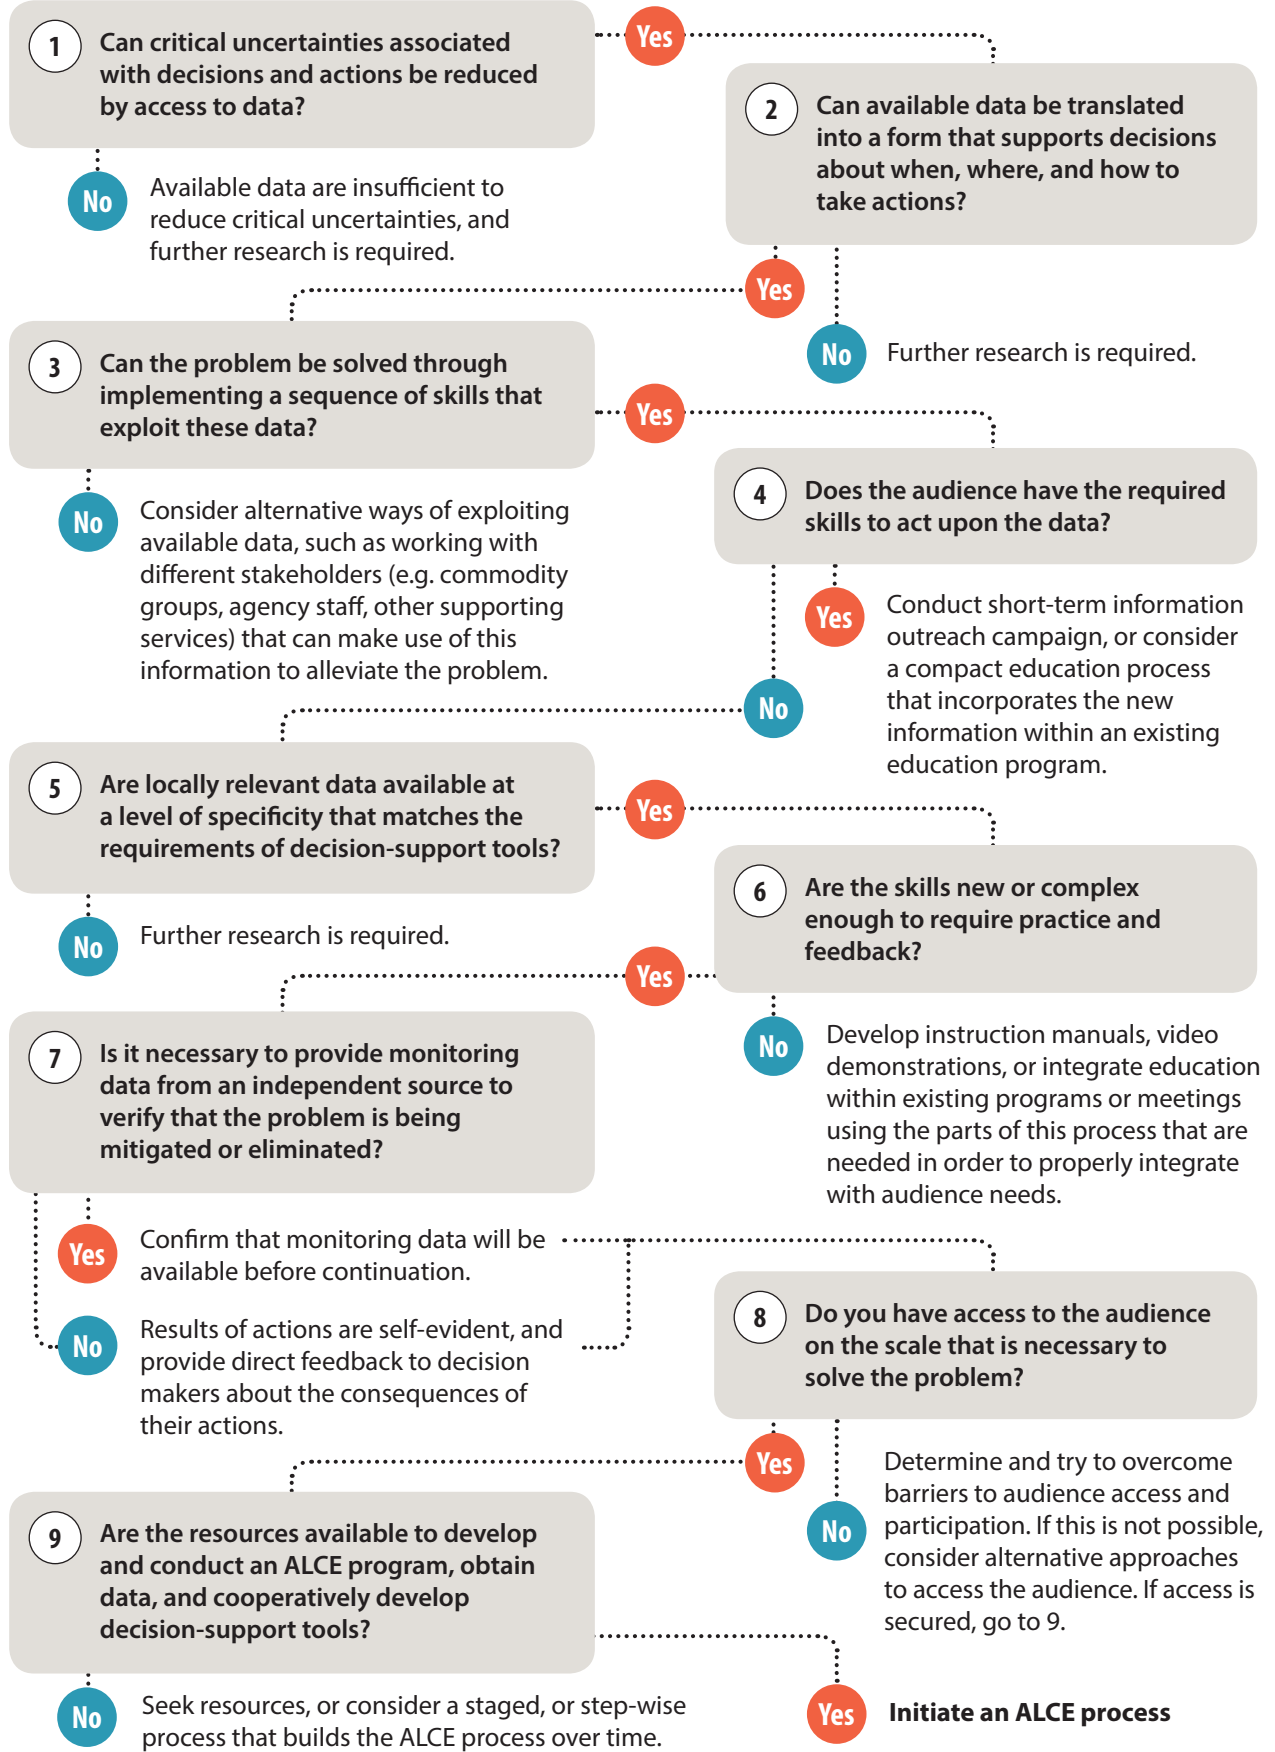 1
Can critical uncertainties associated
with decisions and actions be reduced
by access to data?
Yes
No
Available data are insufficient to
reduce critical uncertainties, and
further research is required.
2
Can available data be translated
into a form that supports decisions
about when, where, and how to
take actions?
Yes
No
Further research is required.
3
Can the problem be solved through
implementing a sequence of skills that
exploit these data?
Yes
No
Consider alternative ways of exploiting
available data, such as working with
different stakeholders (e.g. commodity
groups, agency staff, other supporting
services) that can make use of this
information to alleviate the problem.
4
Does the audience have the required
skills to act upon the data?
Yes
Conduct short-term information
outreach campaign, or consider
a compact education process
that incorporates the new
information within an existing
education program.
No
5
Are locally relevant data available at
a level of specificity that matches the
requirements of decision-support tools?
Yes
No
Further research is required.
6
Are the skills new or complex
enough to require practice and
feedback?
Yes
No
Develop instruction manuals, video
demonstrations, or integrate education
within existing programs or meetings
using the parts of this process that are
needed in order to properly integrate
with audience needs.
7
Is it necessary to provide monitoring
data from an independent source to
verify that the problem is being
mitigated or eliminated?
Yes
Confirm that monitoring data will be
available before continuation.
No
Results of actions are self-evident, and
provide direct feedback to decision
makers about the consequences of
their actions.
8
Do you have access to the audience
on the scale that is necessary to
solve the problem?
Yes
No
Determine and try to overcome
barriers to audience access and
participation. If this is not possible,
consider alternative approaches
to access the audience. If access is
secured, go to 9.
9
Are the resources available to develop
and conduct an ALCE program, obtain
data, and cooperatively develop
decision-support tools?
No
Seek resources, or consider a staged, or step-wise
process that builds the ALCE process over time.
Yes
Initiate an ALCE process